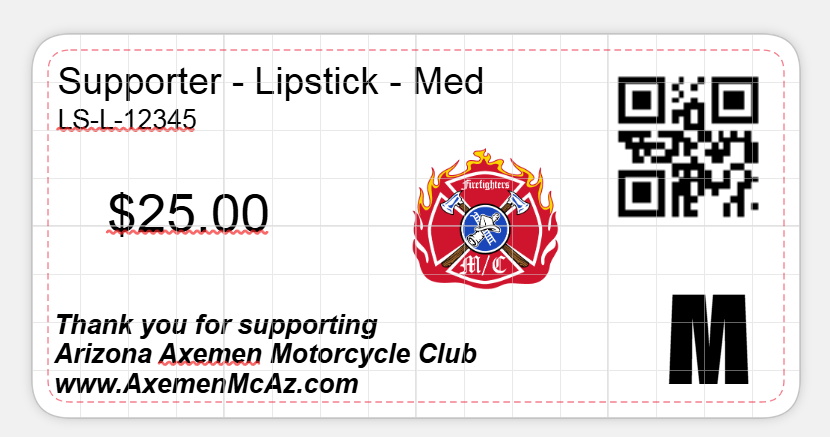 Supporter - Lipstick - Med
LS-L-12345
$25.00
Firefighters
M/C
Thank you for supporting
Arizona Axemen Motorcycle Club
www.AxemenMcAz.com
M